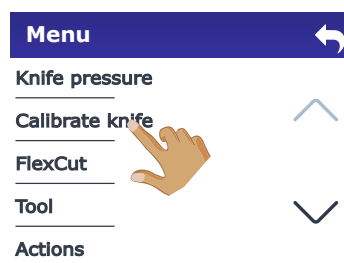 Menu
Knife pressure
Calibrate knife
FlexCut
Tool
Actions